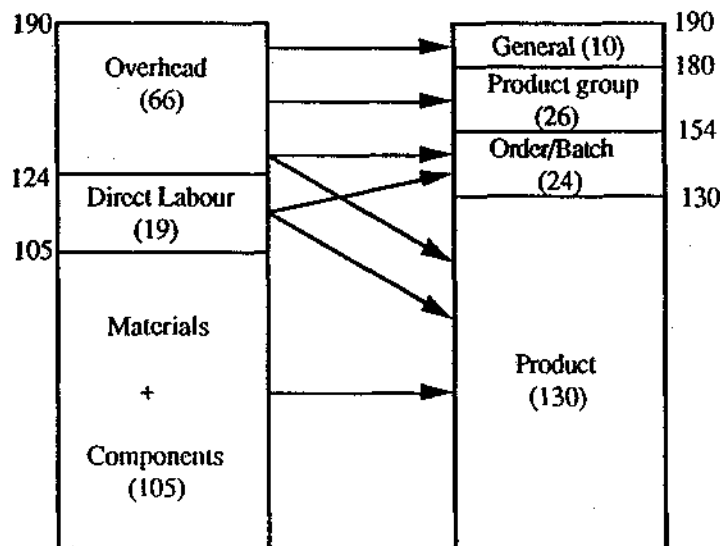 190
Overhead
(66)
124
Direct Labour
(19)
105
Materials
+
Components
(105)
190
General (10)
180
Product group
(26)
154
Order/Batch
(24)
130
Product
(130)